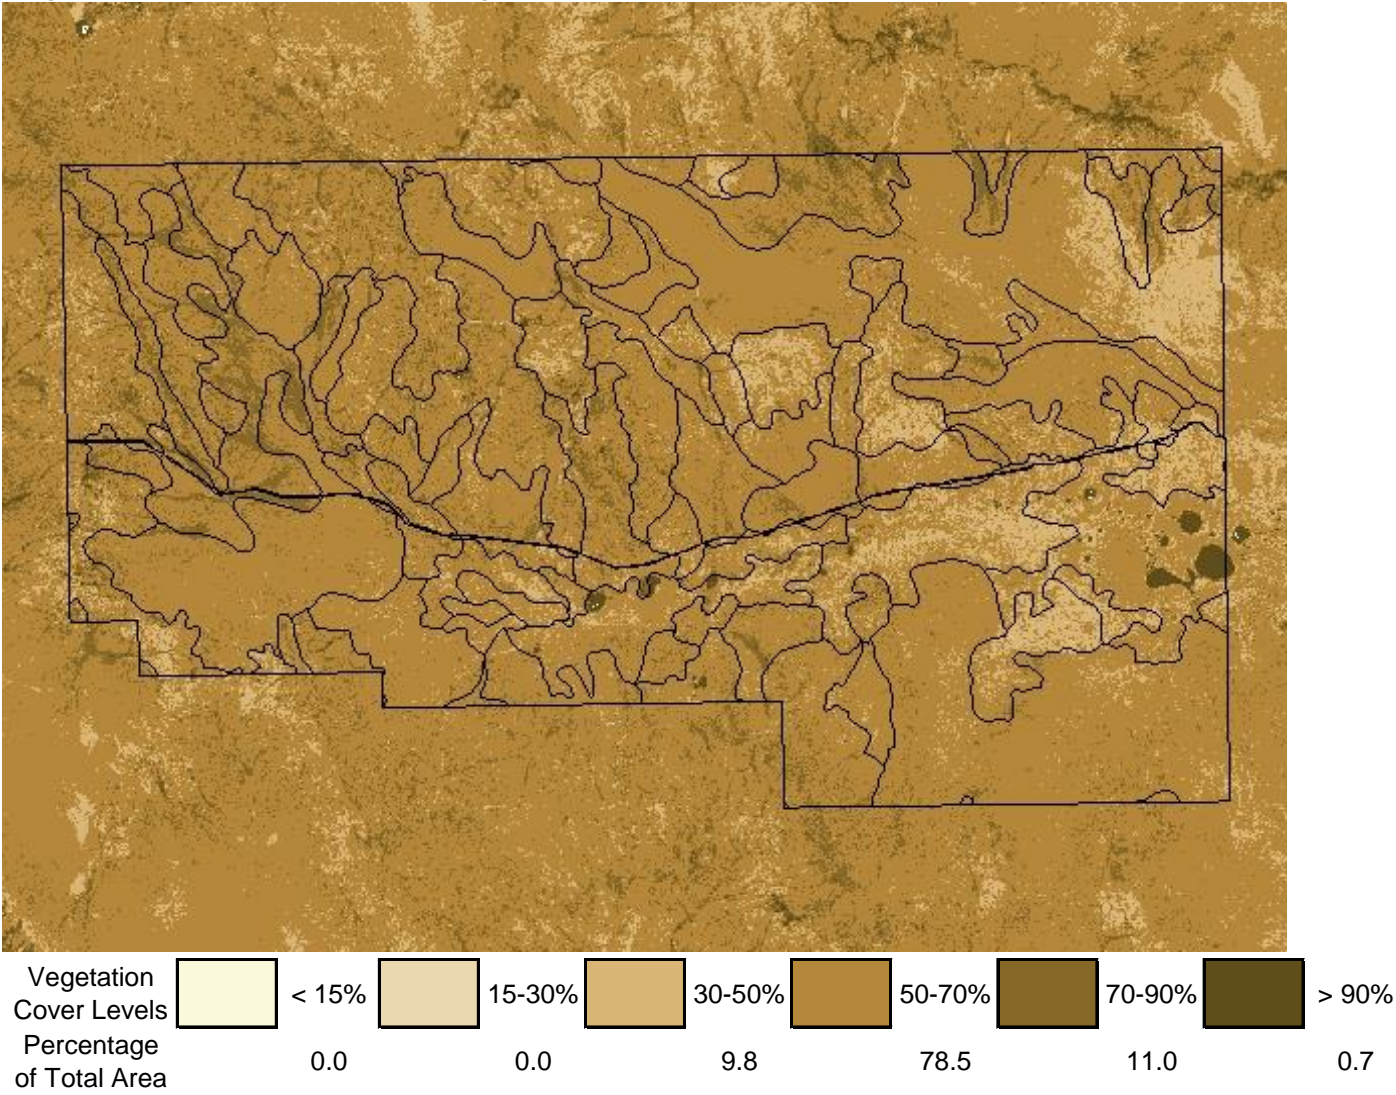 Vegetation Cover Levels
< 15% 15-30% 30-50% 50-70% 70-90% > 90%
Percentage of Total Area
0.0 0.0 9.8 78.5 11.0 0.7